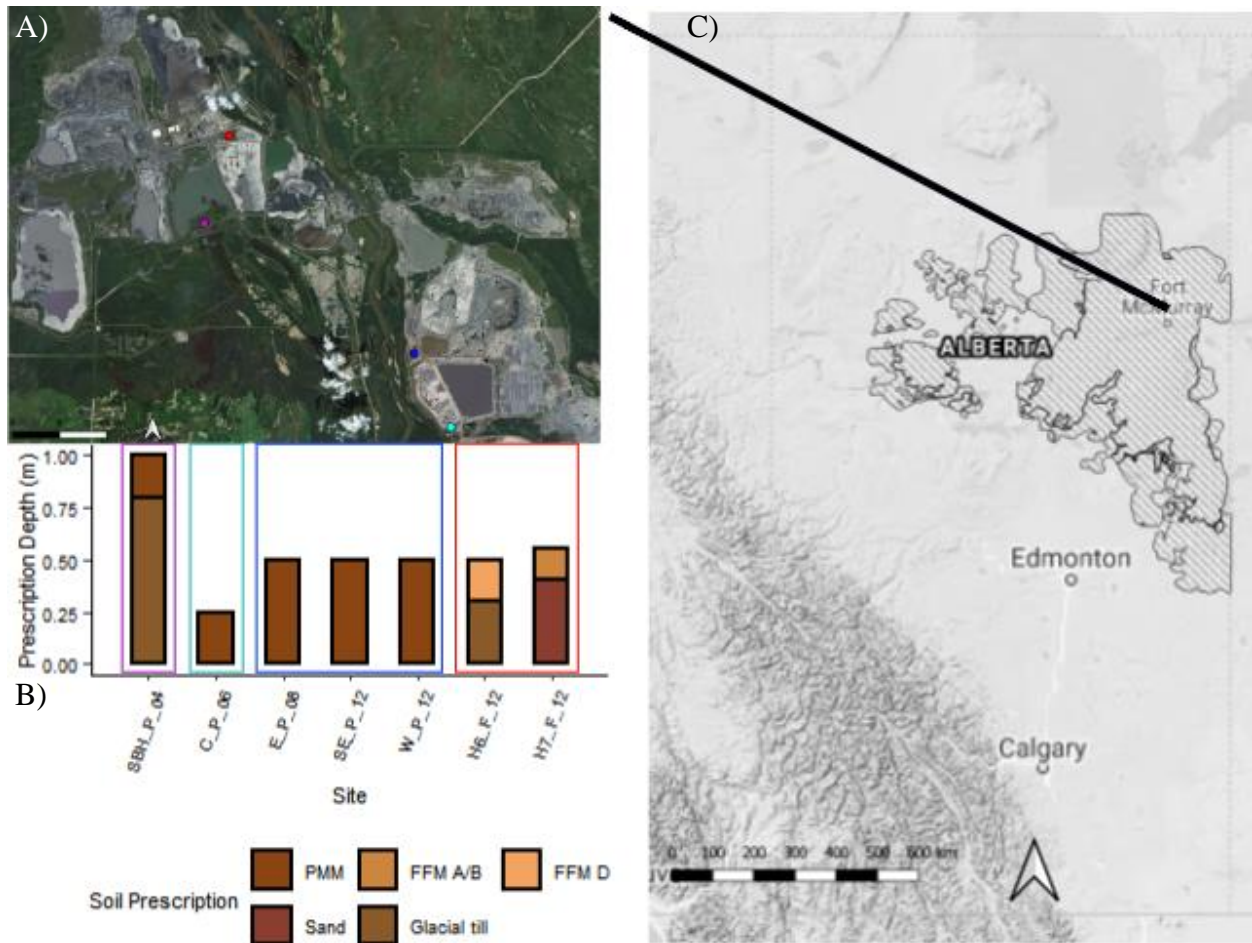 A)
C)
Fort
McMurray
ALBERTA
Edmonton
Calgary
0 100 200 300 400 500 600 km
Prescription Depth (m)
1.00
0.75
0.50
0.25
0.00
B)
SBH_P_04
C_P_06
E_P_08
SE_P_12
W_P_12
H6_F_12
H7_F_12
Site
Soil Prescription
PMM
FFM A/B
FFM D
Sand
Glacial till